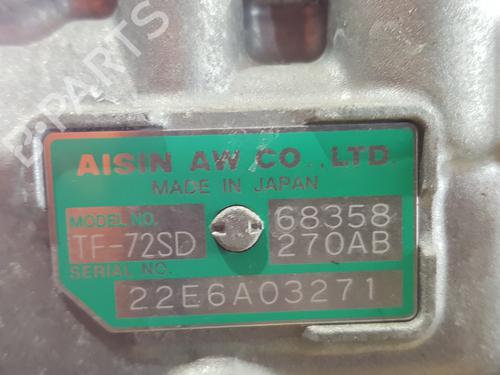 B-PARTS
AISIN AW CO.,LTD.
MADE IN JAPAN
MODEL NO. 68358
TF-72SD 270AB
SERIAL NO.
22E6A03271